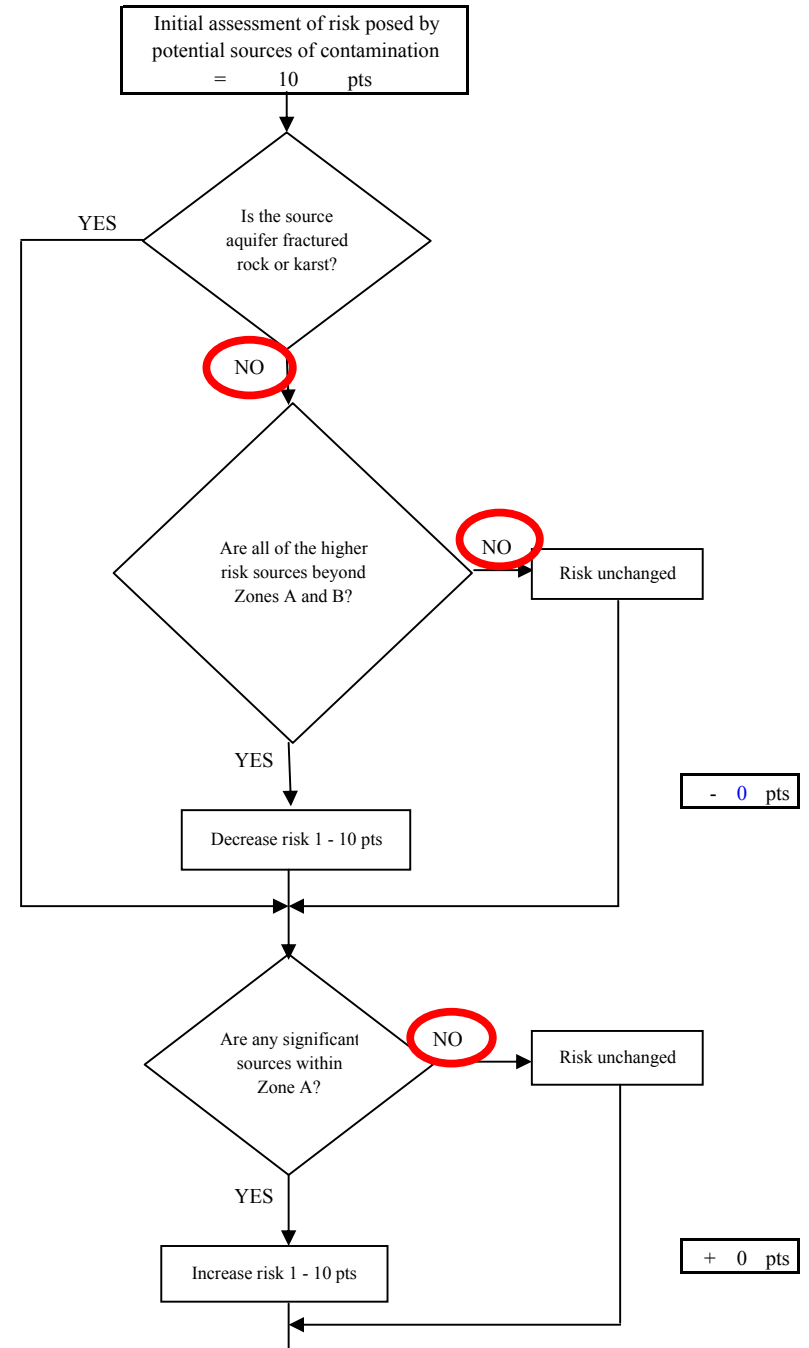 Initial assessment of risk posed by
potential sources of contamination
= 10 pts
YES
Is the source
aquifer fractured
rock or karst?
NO
Are all of the higher
risk sources beyond
Zones A and B?
NO
Risk unchanged
YES
- 0 pts
Decrease risk 1 - 10 pts
Are any significant
sources within
Zone A?
NO
Risk unchanged
YES
+ 0 pts
Increase risk 1 - 10 pts